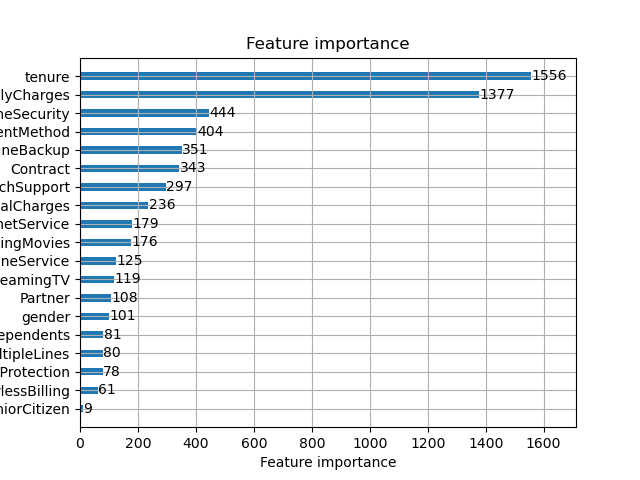 Feature importance
tenure 1556
lyCharges 1377
neSecurity 444
entMethod 404
neBackup 351
Contract 343
chSupport 297
alCharges 236
netService 179
ingMovies 176
neService 125
eamingTV 119
Partner 108
gender 101
ependents 81
ltipleLines 80
Protection 78
rlessBilling 61
niorCitizen 9
0 200 400 600 800 1000 1200 1400 1600
Feature importance